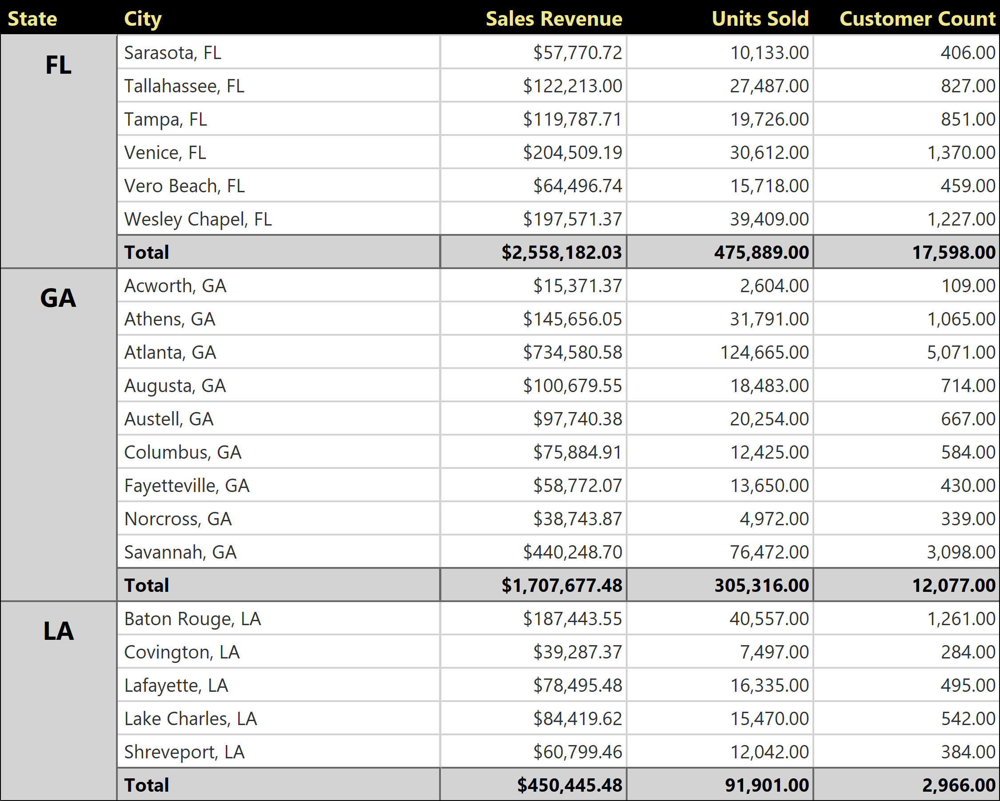 State City Sales Revenue Units Sold Customer Count
FL Sarasota, FL $57,770.72 10,133.00 406.00
Tallahassee, FL $122,213.00 27,487.00 827.00
Tampa, FL $119,787.71 19,726.00 851.00
Venice, FL $204,509.19 30,612.00 1,370.00
Vero Beach, FL $64,496.74 15,718.00 459.00
Wesley Chapel, FL $197,571.37 39,409.00 1,227.00
Total $2,558,182.03 475,889.00 17,598.00
GA Acworth, GA $15,371.37 2,604.00 109.00
Athens, GA $145,656.05 31,791.00 1,065.00
Atlanta, GA $734,580.58 124,665.00 5,071.00
Augusta, GA $100,679.55 18,483.00 714.00
Austell, GA $97,740.38 20,254.00 667.00
Columbus, GA $75,884.91 12,425.00 584.00
Fayetteville, GA $58,772.07 13,650.00 430.00
Norcross, GA $38,743.87 4,972.00 339.00
Savannah, GA $440,248.70 76,472.00 3,098.00
Total $1,707,677.48 305,316.00 12,077.00
LA Baton Rouge, LA $187,443.55 40,557.00 1,261.00
Covington, LA $39,287.37 7,497.00 284.00
Lafayette, LA $78,495.48 16,335.00 495.00
Lake Charles, LA $84,419.62 15,470.00 542.00
Shreveport, LA $60,799.46 12,042.00 384.00
Total $450,445.48 91,901.00 2,966.00